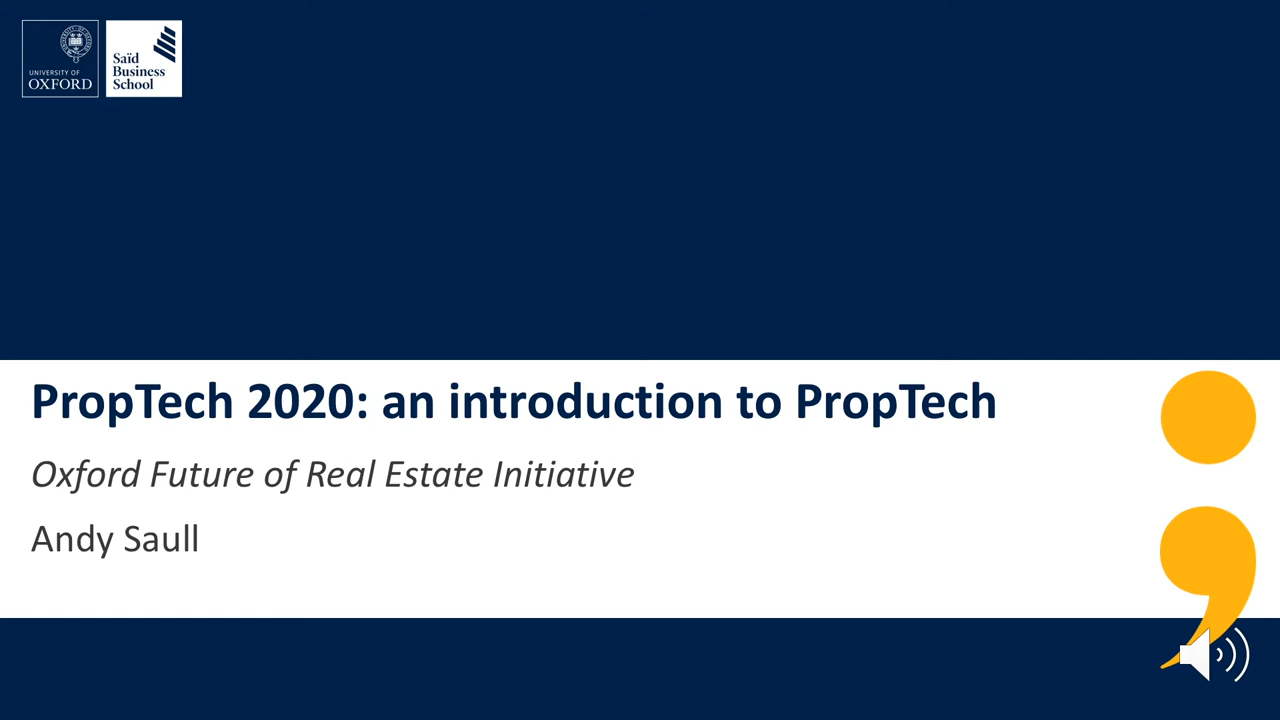 UNIVERSITY OF
OXFORD
Saïd
Business
School
PropTech 2020: an introduction to PropTech
Oxford Future of Real Estate Initiative
Andy Saull